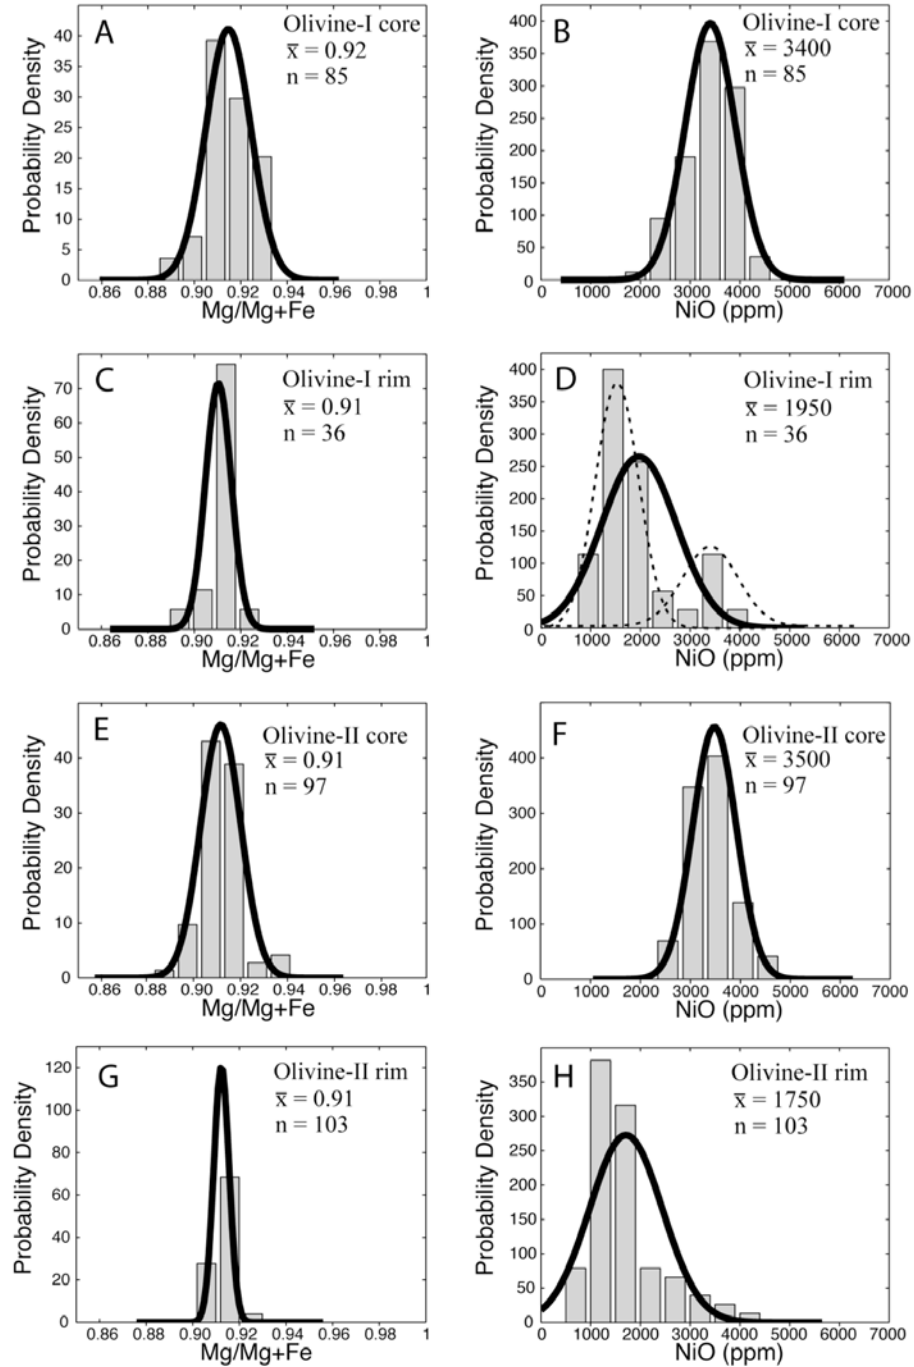 A
Olivine-I core
x̅ = 0.92
n = 85
Probability Density
40
35
30
25
20
15
10
5
0
0.86 0.88 0.90 0.92 0.94 0.96 0.98 1
Mg/Mg+Fe
B
Olivine-I core
x̅ = 3400
n = 85
Probability Density
400
350
300
250
200
150
100
50
0
0 1000 2000 3000 4000 5000 6000 7000
NiO (ppm)
C
Olivine-I rim
x̅ = 0.91
n = 36
Probability Density
70
60
50
40
30
20
10
0
0.86 0.88 0.90 0.92 0.94 0.96 0.98 1
Mg/Mg+Fe
D
Olivine-I rim
x̅ = 1950
n = 36
Probability Density
400
350
300
250
200
150
100
50
0
0 1000 2000 3000 4000 5000 6000 7000
NiO (ppm)
E
Olivine-II core
x̅ = 0.91
n = 97
Probability Density
40
30
20
10
0
0.86 0.88 0.90 0.92 0.94 0.96 0.98 1
Mg/Mg+Fe
F
Olivine-II core
x̅ = 3500
n = 97
Probability Density
400
300
200
100
0
0 1000 2000 3000 4000 5000 6000 7000
NiO (ppm)
G
Olivine-II rim
x̅ = 0.91
n = 103
Probability Density
120
100
80
60
40
20
0
0.86 0.88 0.90 0.92 0.94 0.96 0.98 1
Mg/Mg+Fe
H
Olivine-II rim
x̅ = 1750
n = 103
Probability Density
350
300
250
200
150
100
50
0
0 1000 2000 3000 4000 5000 6000 7000
NiO (ppm)